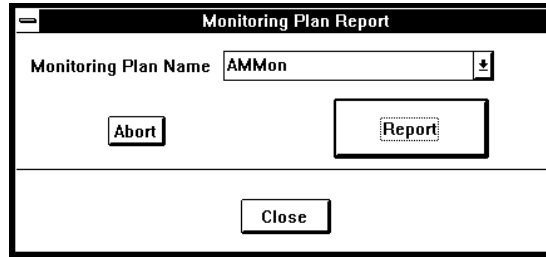 Monitoring Plan Report
Monitoring Plan Name AMMon
Abort Report
Close